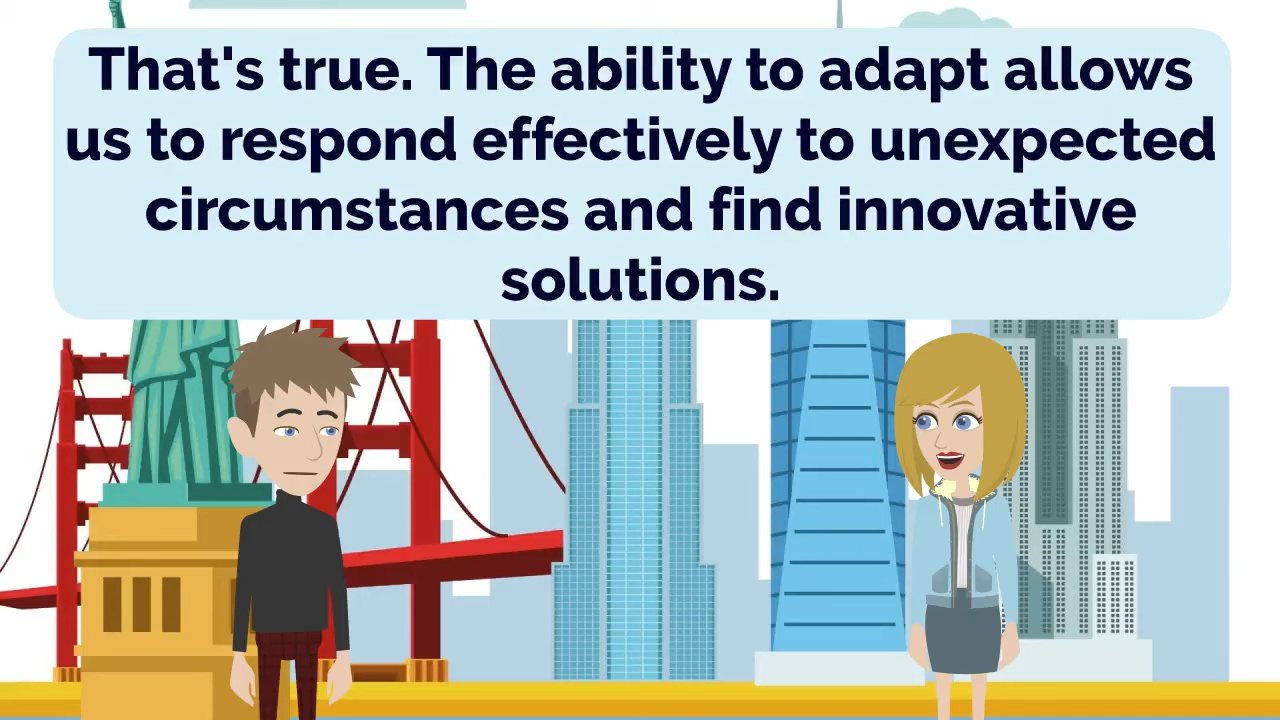 That's true. The ability to adapt allows
us to respond effectively to unexpected
circumstances and find innovative
solutions.